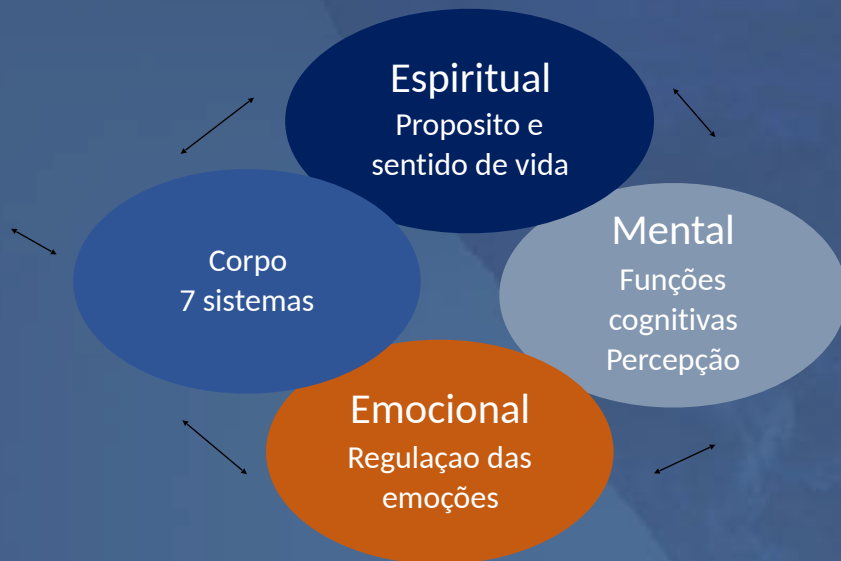 Espiritual
Proposito e
sentido de vida
Corpo
7 sistemas
Mental
Funções
cognitivas
Percepção
Emocional
Regulaçao das
emoções